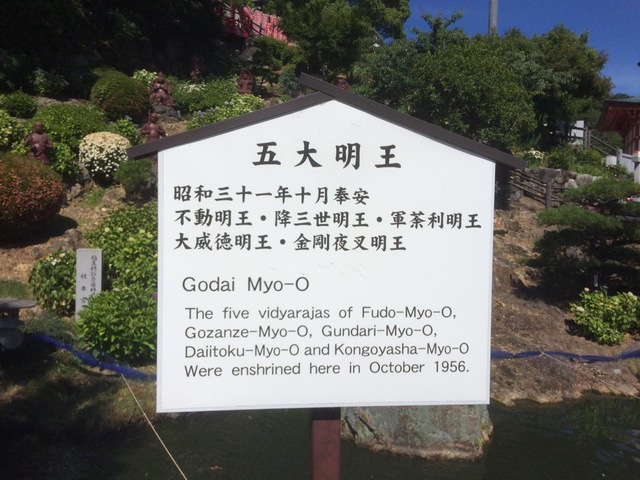 五大明王
昭和三十一年十月奉安
不動明王・降三世明王・軍荼利明王
大威徳明王・金剛夜叉明王
Godai Myo-O
The five vidyarajas of Fudo-Myo-O,
Gozanze-Myo-O, Gundari-Myo-O,
Daiitoku-Myo-O and Kongoyasha-Myo-O
Were enshrined here in October 1956.